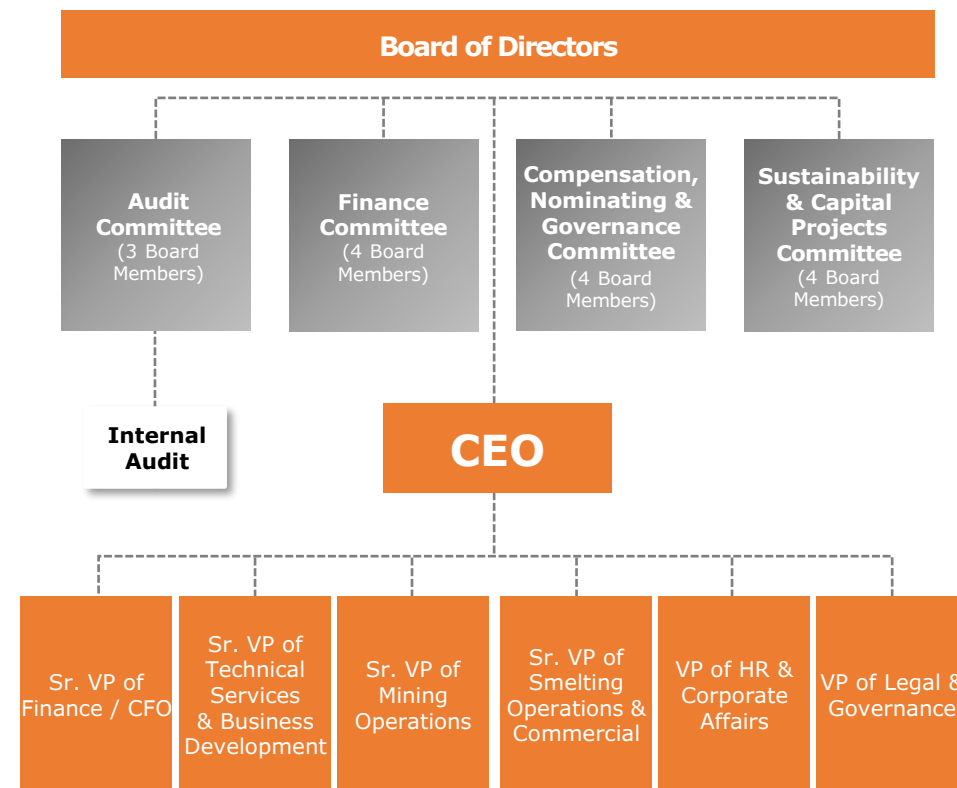 Board of Directors
Audit
Committee
(3 Board
Members)
Finance
Committee
(4 Board
Members)
Compensation,
Nominating &
Governance
Committee
(4 Board
Members)
Sustainability
& Capital
Projects
Committee
(4 Board
Members)
Internal
Audit
CEO
Sr. VP of
Finance / CFO
Sr. VP of
Technical
Services
& Business
Development
Sr. VP of
Mining
Operations
Sr. VP of
Smelting
Operations &
Commercial
VP of HR &
Corporate
Affairs
VP of Legal &
Governance